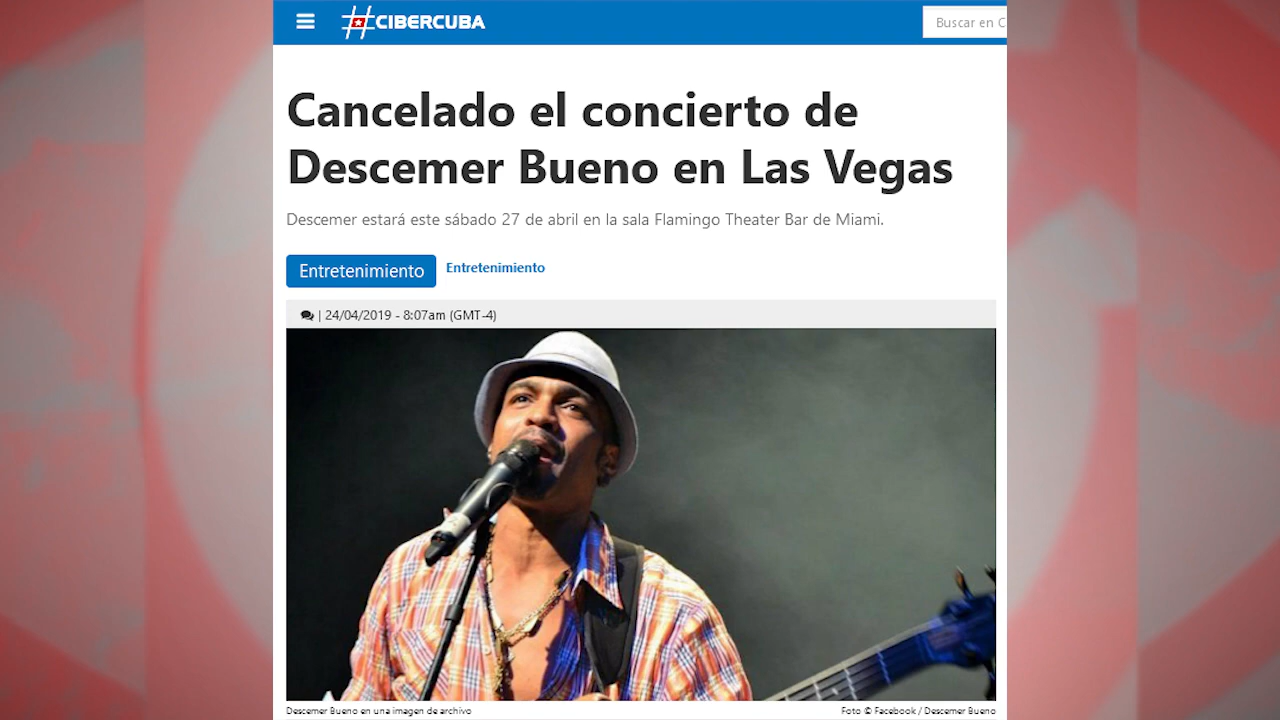 #CIBERCUBA
Buscar en C
Cancelado el concierto de
Descemer Bueno en Las Vegas
Descemer estará este sábado 27 de abril en la sala Flamingo Theater Bar de Miami.
Entretenimiento Entretenimiento
| 24/04/2019 - 8:07am (GMT-4)
Descemer Bueno en una imagen de archivo
Foto © Facebook / Descemer Bueno